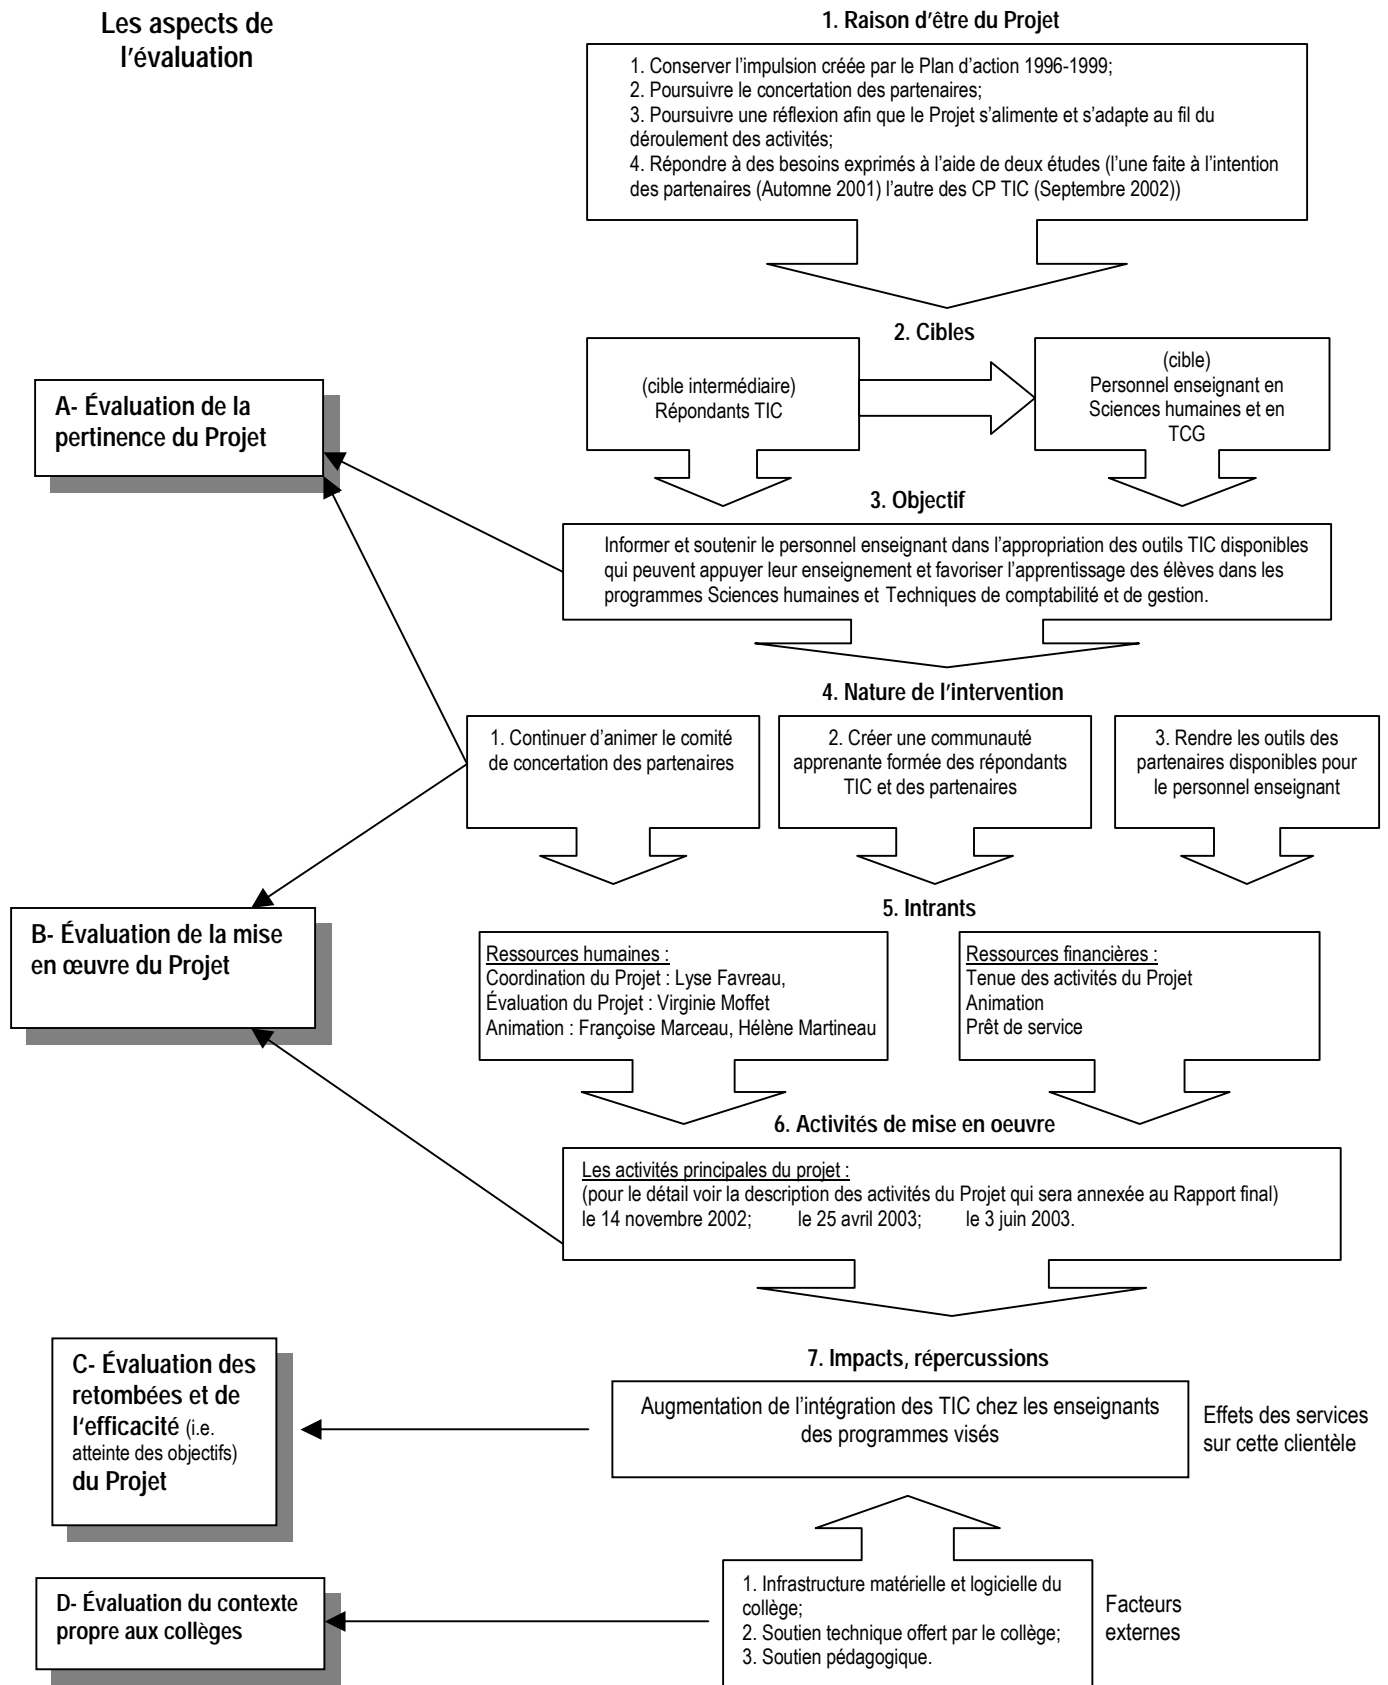 Les aspects de
l'évaluation
1. Raison d'être du Projet
1. Conserver l'impulsion créée par le Plan d'action 1996-1999;
2. Poursuivre le concertation des partenaires;
3. Poursuivre une réflexion afin que le Projet s'alimente et s'adapte au fil du
déroulement des activités;
4. Répondre à des besoins exprimés à l'aide de deux études (l'une faite à l'intention
des partenaires (Automne 2001) l'autre des CP TIC (Septembre 2002))
2. Cibles
(cible intermédiaire)
Répondants TIC
(cible)
Personnel enseignant en
Sciences humaines et en
TCG
A- Évaluation de la
pertinence du Projet
3. Objectif
Informer et soutenir le personnel enseignant dans l'appropriation des outils TIC disponibles
qui peuvent appuyer leur enseignement et favoriser l'apprentissage des élèves dans les
programmes Sciences humaines et Techniques de comptabilité et de gestion.
4. Nature de l'intervention
1. Continuer d'animer le comité
de concertation des partenaires
2. Créer une communauté
apprenante formée des répondants
TIC et des partenaires
3. Rendre les outils des
partenaires disponibles pour
le personnel enseignant
5. Intrants
B- Évaluation de la mise
en œuvre du Projet
Ressources humaines :
Coordination du Projet : Lyse Favreau,
Évaluation du Projet : Virginie Moffet
Animation : Françoise Marceau, Hélène Martineau
Ressources financières :
Tenue des activités du Projet
Animation
Prêt de service
6. Activités de mise en oeuvre
Les activités principales du projet :
(pour le détail voir la description des activités du Projet qui sera annexée au Rapport final)
le 14 novembre 2002; le 25 avril 2003; le 3 juin 2003.
7. Impacts, répercussions
C- Évaluation des
retombées et de
l'efficacité (i.e.
atteinte des objectifs)
du Projet
Augmentation de l'intégration des TIC chez les enseignants
des programmes visés
Effets des services
sur cette clientèle
D- Évaluation du contexte
propre aux collèges
1. Infrastructure matérielle et logicielle du
collège;
2. Soutien technique offert par le collège;
3. Soutien pédagogique.
Facteurs
externes